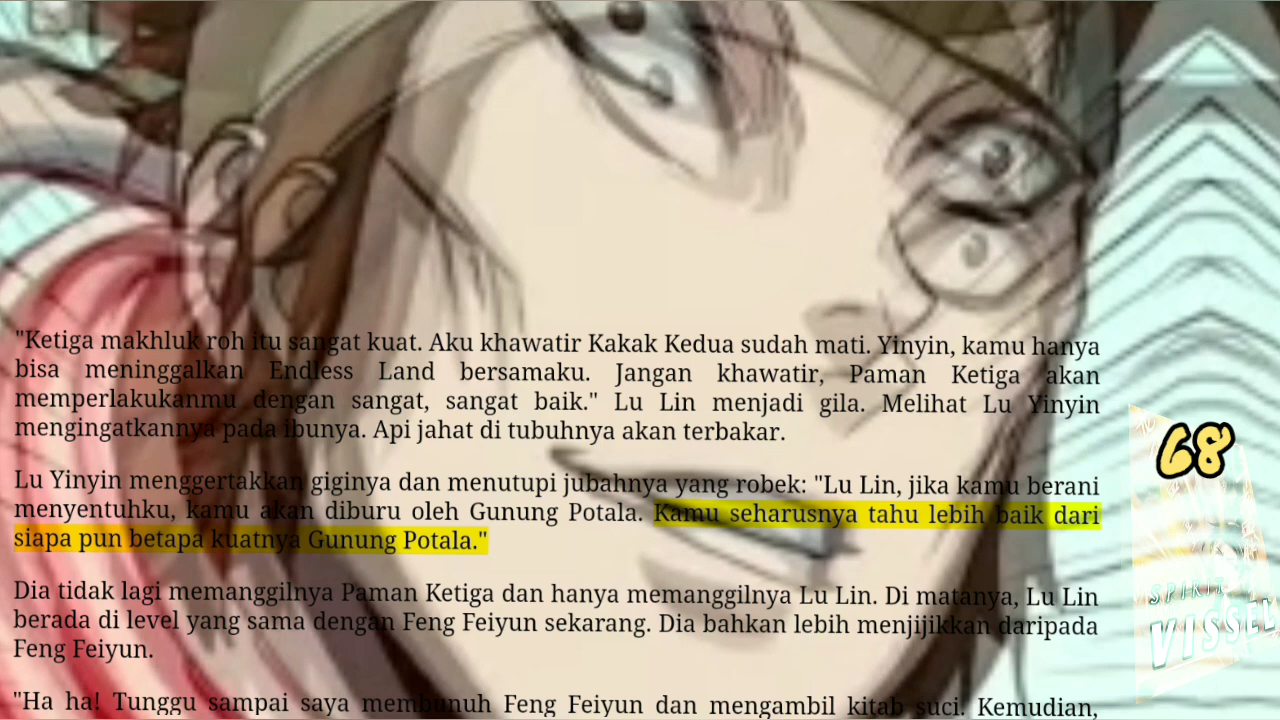 "Ketiga makhluk roh itu sangat kuat. Aku khawatir Kakak Kedua sudah mati. Yinyin, kamu hanya
bisa meninggalkan Endless Land bersamaku. Jangan khawatir, Paman Ketiga akan
memperlakukanmu dengan sangat, sangat baik." Lu Lin menjadi gila. Melihat Lu Yinyin
mengingatkannya pada ibunya. Api jahat di tubuhnya akan terbakar.
Lu Yinyin menggertakkan giginya dan menutupi jubahnya yang robek: "Lu Lin, jika kamu berani
menyentuhku, kamu akan diburu oleh Gunung Potala. Kamu seharusnya tahu lebih baik dari
siapa pun betapa kuatnya Gunung Potala."
Dia tidak lagi memanggilnya Paman Ketiga dan hanya memanggilnya Lu Lin. Di matanya, Lu Lin
berada di level yang sama dengan Feng Feiyun sekarang. Dia bahkan lebih menjijikkan daripada
Feng Feiyun.
"Ha ha! Tunggu sampai saya membunuh Feng Feiyun dan mengambil kitab suci. Kemudian,
68
SPIRIT
VISSEL